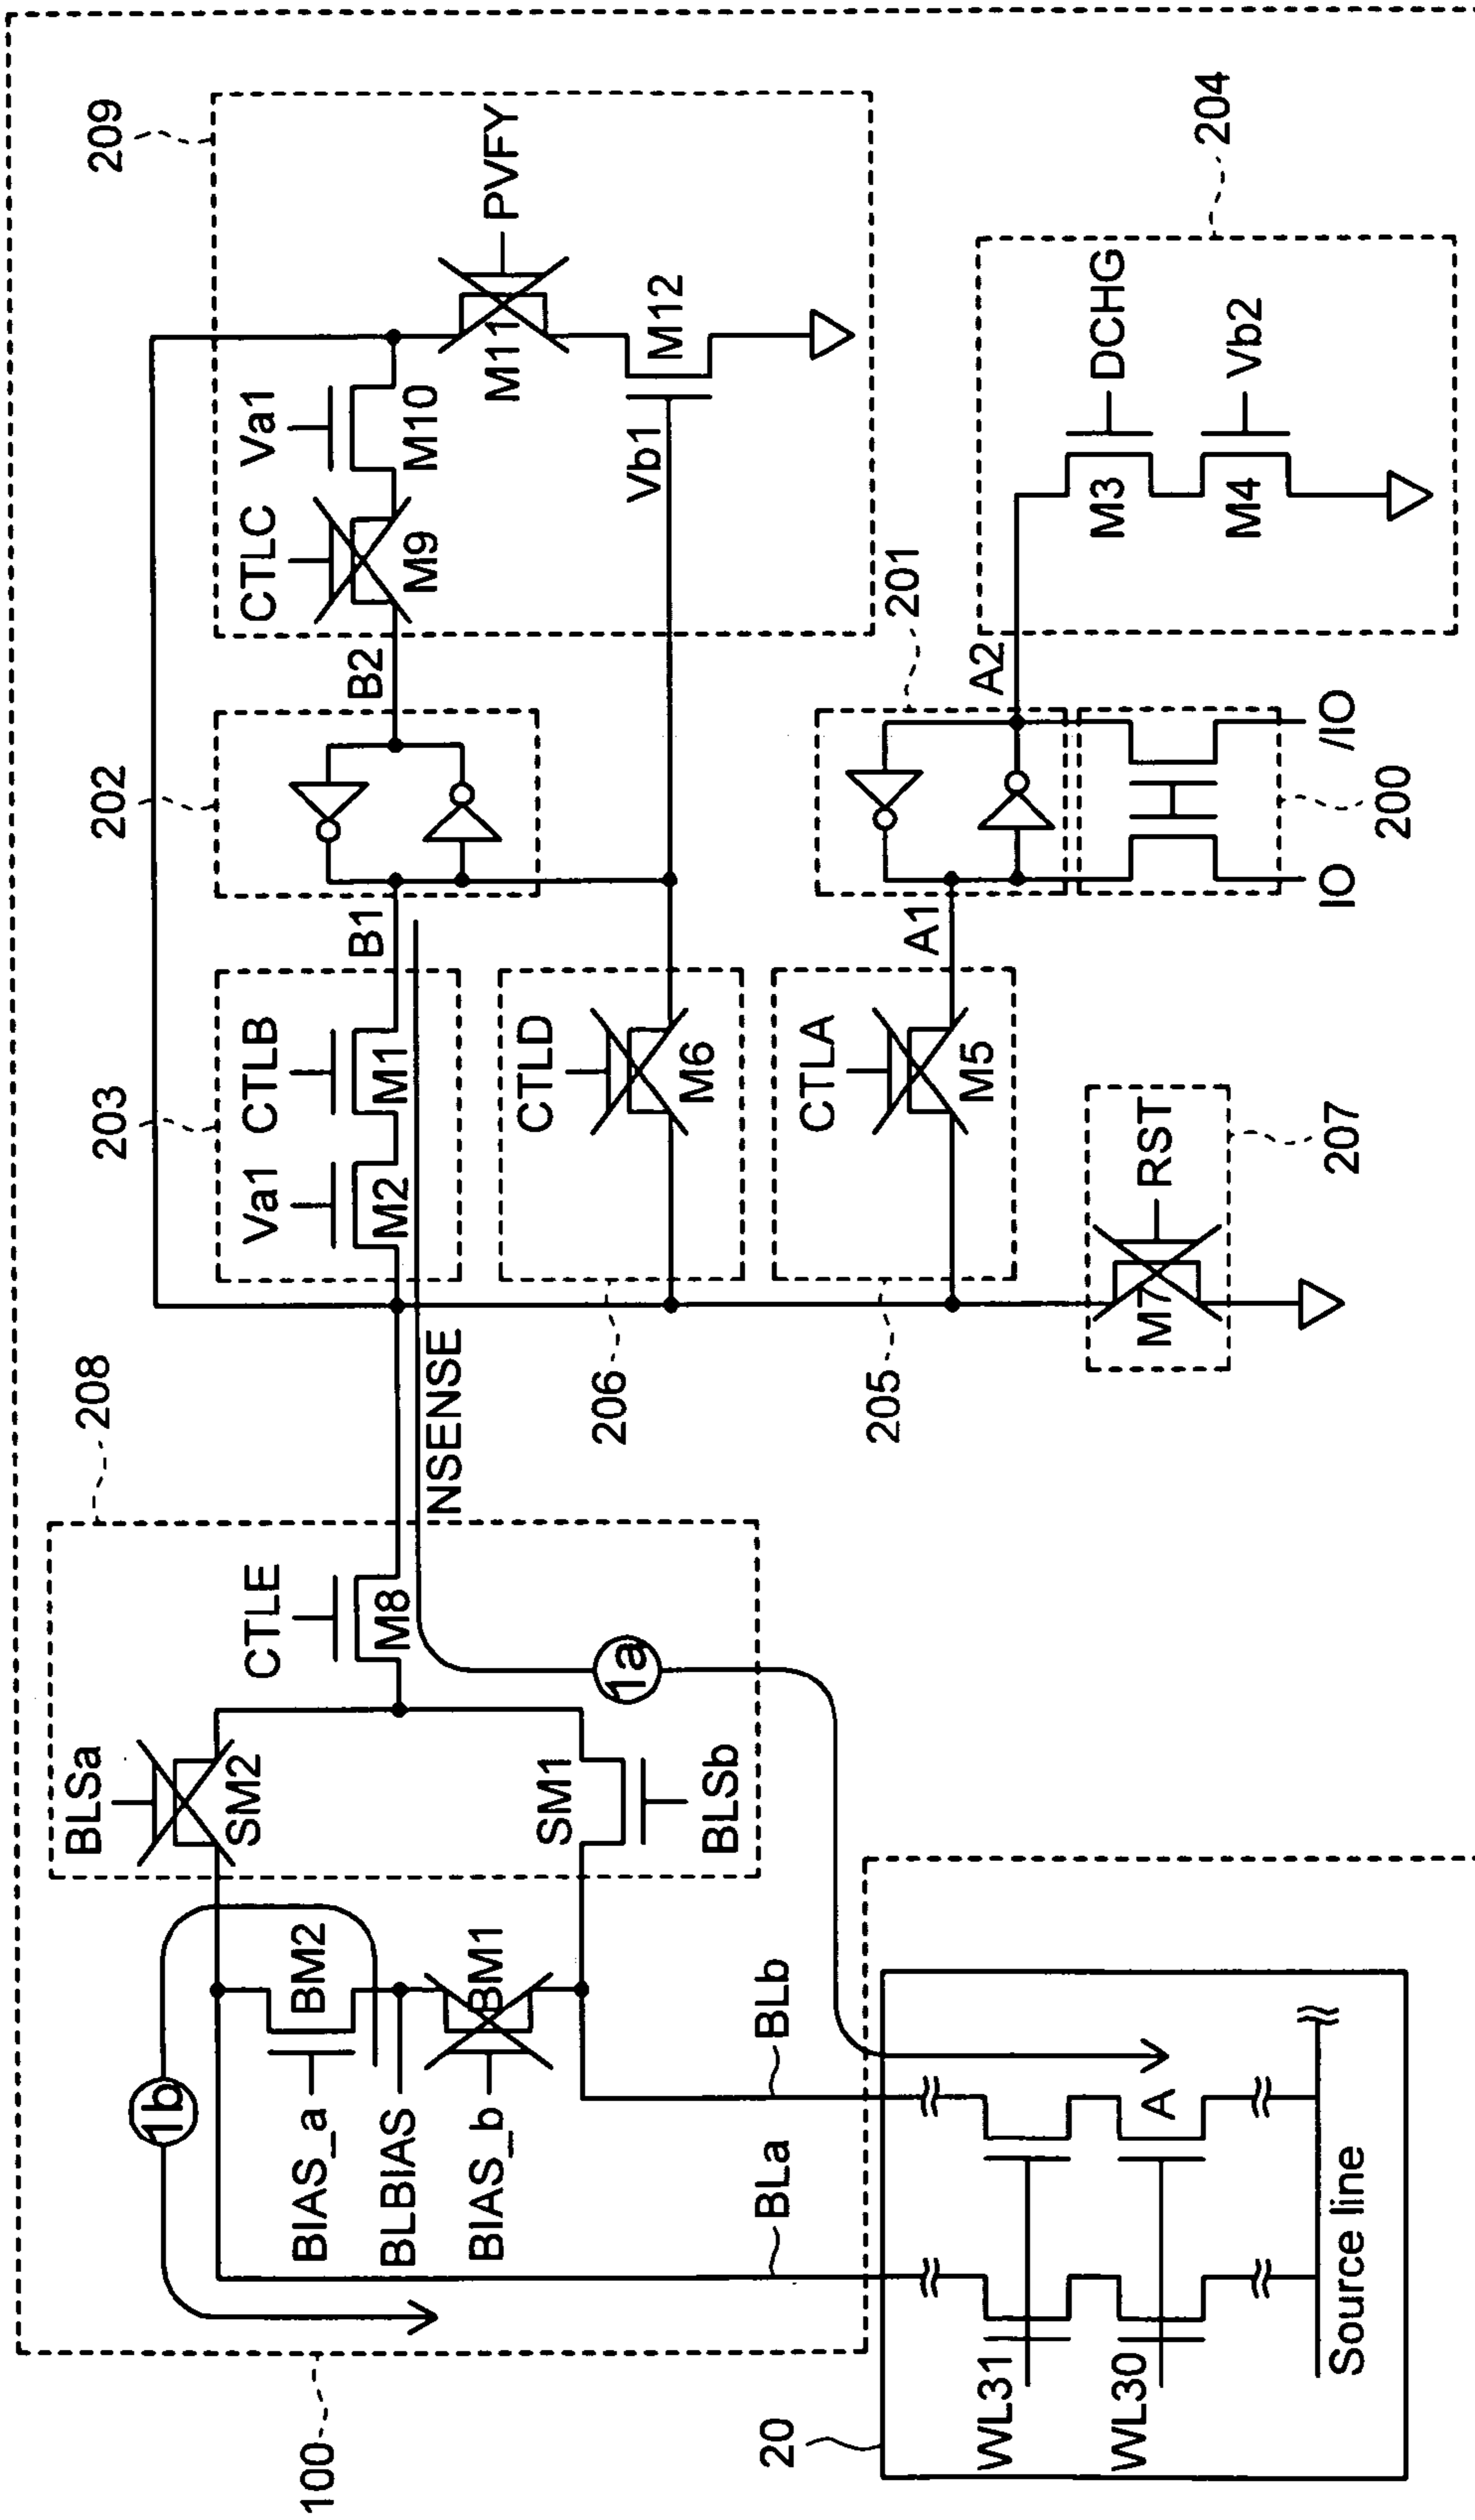 100
208
203
202
209
BLSa
SM2
1b
BM2
BIAS_a
BLBIAS
BIAS_b
BM1
SM1
BLSb
CTLE
M8
NSENSE
1a
Va1
CTLB
M2
M1
B1
B2
CTLC
Va1
M9
M10
M11
PVFY
Vb1
M12
206
CTLD
M6
205
CTLA
M5
A1
201
A2
204
M3
DCHG
M4
Vb2
M7
RST
207
IO
/IO
200
BLa
BLb
20
WL31
WL30
A
Source line